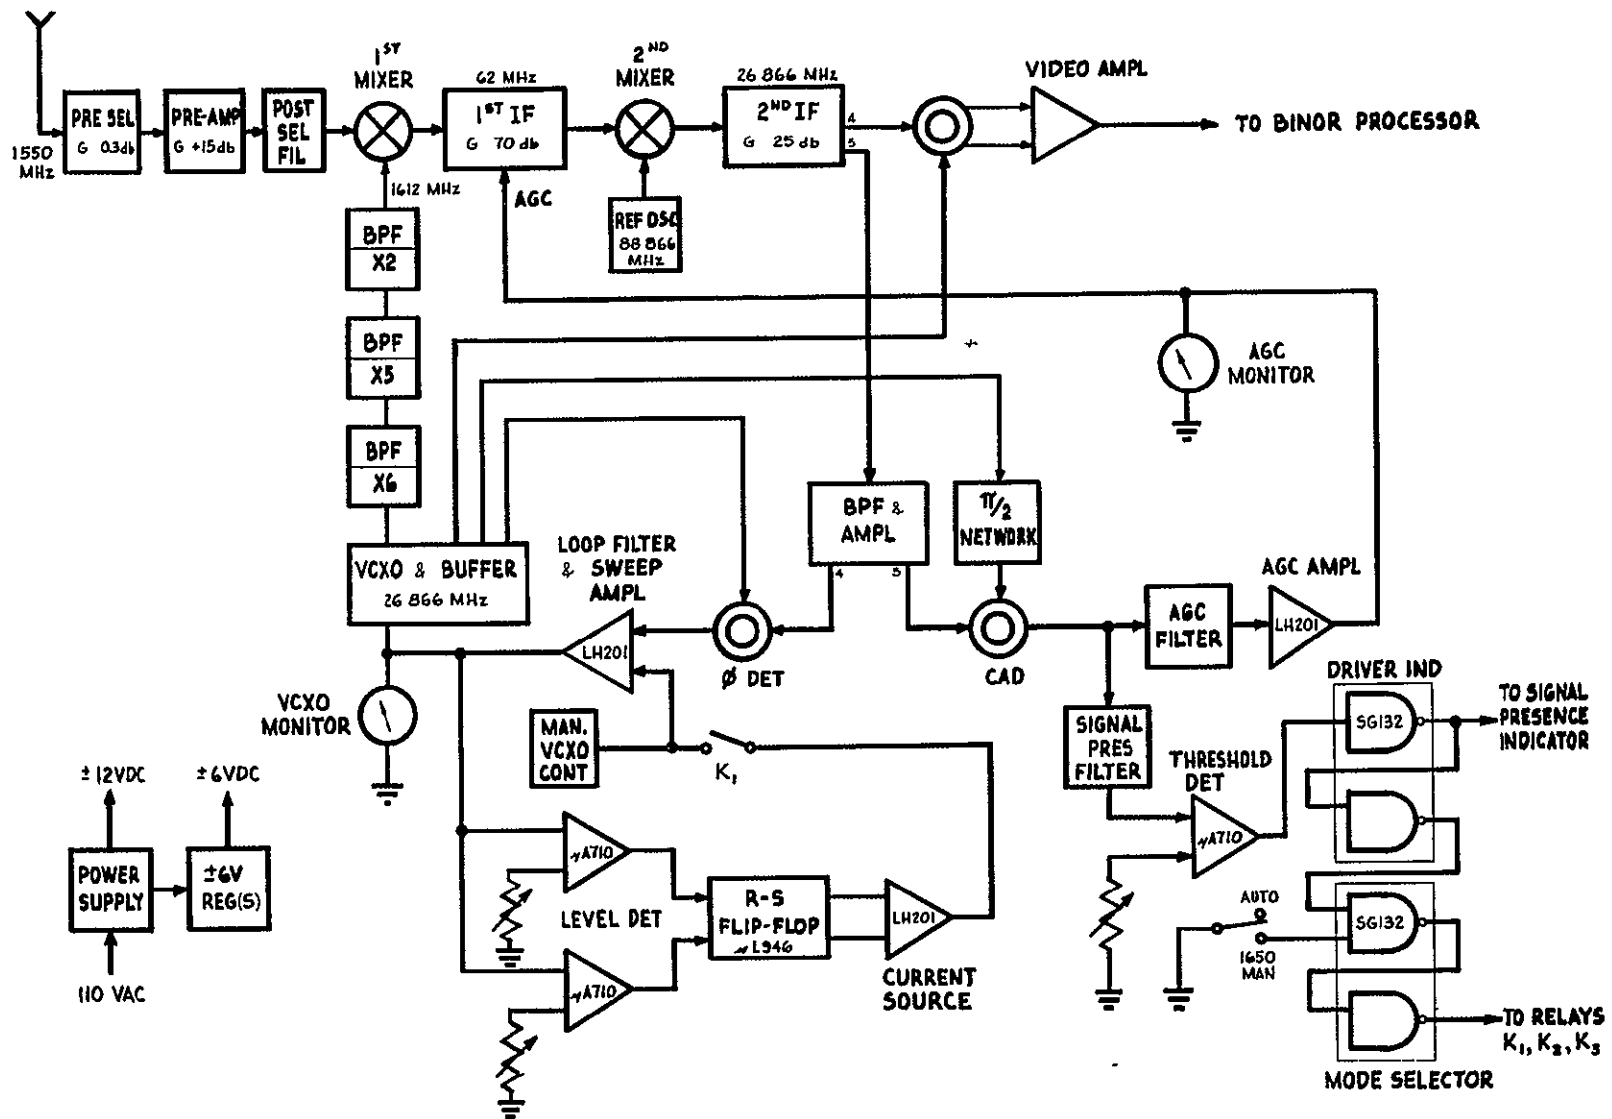 1ST
MIXER
2ND
MIXER
VIDEO AMPL
62 MHz
26 866 MHz
PRE SEL
G 0.3db
PRE-AMP
G +15db
POST
SEL
FIL
1ST IF
G 70 db
2ND IF
G 25 db
4
5
TO BINOR PROCESSOR
1550
MHz
1612 MHz
AGC
REF OSC
88 866
MHz
BPF
X2
BPF
X5
BPF
X6
AGC
MONITOR
BPF &
AMPL
4
5
π/2
NETWORK
VCXO & BUFFER
26 866 MHz
LOOP FILTER
& SWEEP
AMPL
LH201
Ø DET
CAD
AGC
FILTER
AGC AMPL
LH201
VCXO
MONITOR
MAN.
VCXO
CONT
K1
SIGNAL
PRES
FILTER
THRESHOLD
DET
μA710
DRIVER IND
SG132
TO SIGNAL
PRESENCE
INDICATOR
±12VDC
±6VDC
POWER
SUPPLY
±6V
REG(S)
110 VAC
μA710
LEVEL DET
μA710
R-S
FLIP-FLOP
μL946
LH201
CURRENT
SOURCE
AUTO
1650
MAN
SG132
TO RELAYS
K1, K2, K3
MODE SELECTOR